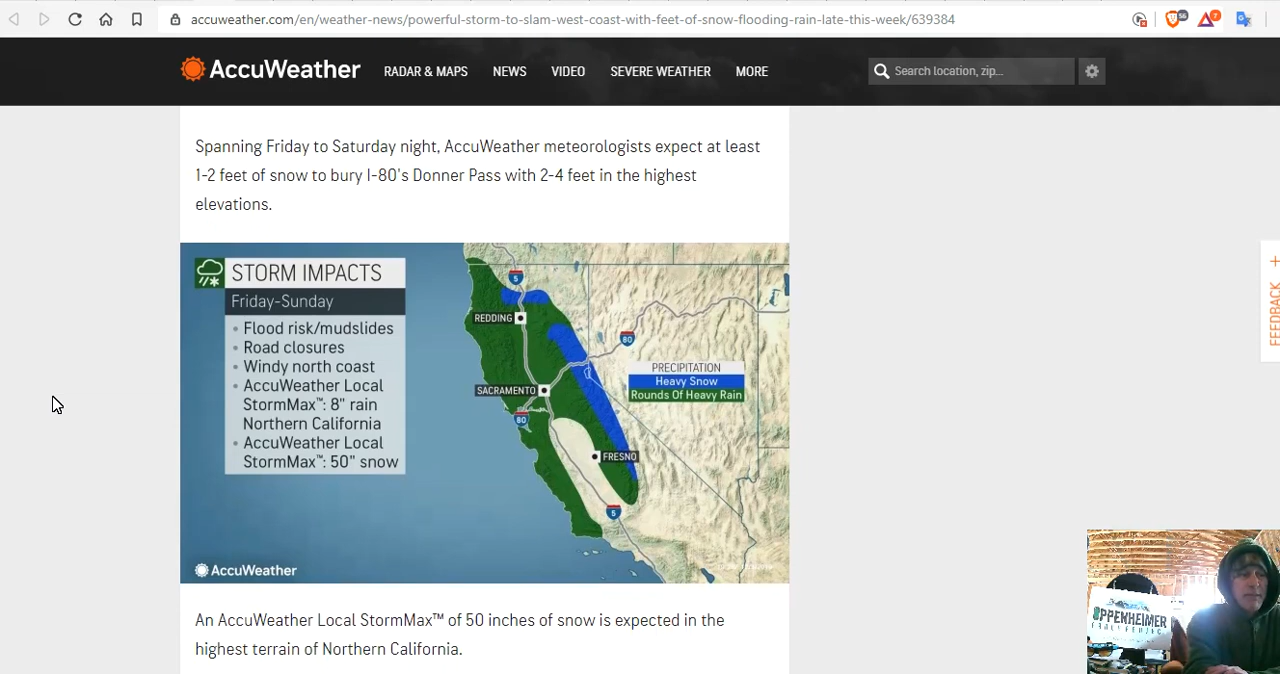 accuweather.com/en/weather-news/powerful-storm-to-slam-west-coast-with-feet-of-snow-flooding-rain-late-this-week/639384
56
7
AccuWeather
RADAR & MAPS
NEWS
VIDEO
SEVERE WEATHER
MORE
Search location, zip...
Spanning Friday to Saturday night, AccuWeather meteorologists expect at least
1-2 feet of snow to bury I-80's Donner Pass with 2-4 feet in the highest
elevations.
STORM IMPACTS
Friday-Sunday
• Flood risk/mudslides
• Road closures
• Windy north coast
• AccuWeather Local
StormMax™: 8" rain
Northern California
• AccuWeather Local
StormMax™: 50" snow
5
REDDING
80
SACRAMENTO
80
FRESNO
5
PRECIPITATION
Heavy Snow
Rounds Of Heavy Rain
AccuWeather
FEEDBACK +
An AccuWeather Local StormMax™ of 50 inches of snow is expected in the
highest terrain of Northern California.
OPPENHEIMER